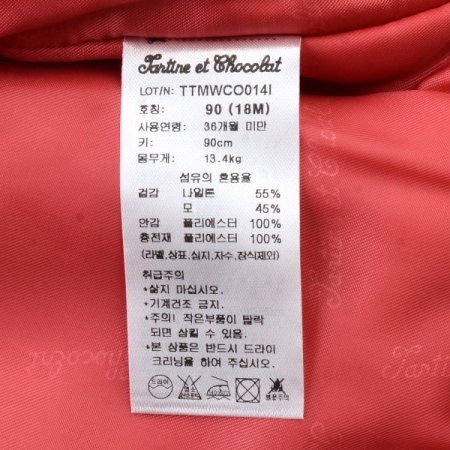 Tartine et Chocolat
LOT/N: TTMWCO014I
호칭: 90 (18M)
사용연령: 36개월 미만
키: 90cm
몸무게: 13.4kg
섬유의 혼용율
겉감 나일론 55%
모 45%
안감 폴리에스터 100%
충전재 폴리에스터 100%
(라벨,상표,심지,자수,장식제외)
취급주의
*삶지 마십시오.
*기계건조 금지.
*주의! 작은부품이 탈락
되면 삼킬 수 있음.
*본 상품은 반드시 드라이
크리닝을 하여 주십시오.
드라이